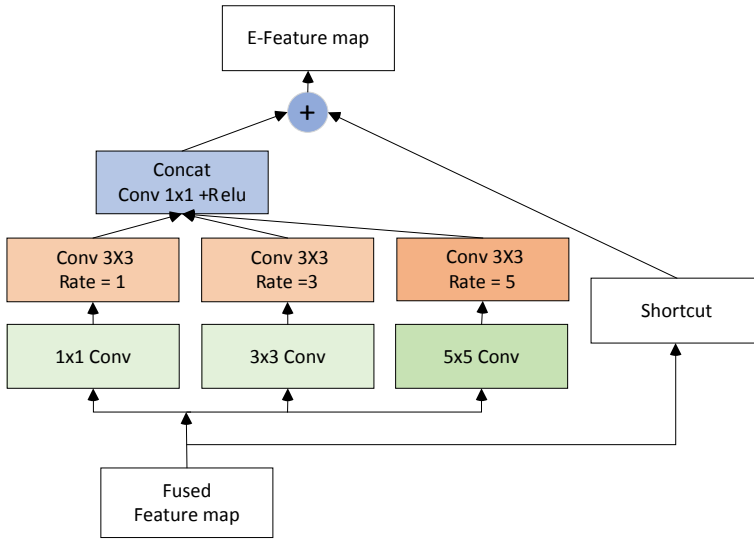 E-Feature map
+
Concat
Conv 1x1 +Relu
Conv 3X3
Rate = 1
Conv 3X3
Rate =3
Conv 3X3
Rate = 5
Shortcut
1x1 Conv
3x3 Conv
5x5 Conv
Fused
Feature map